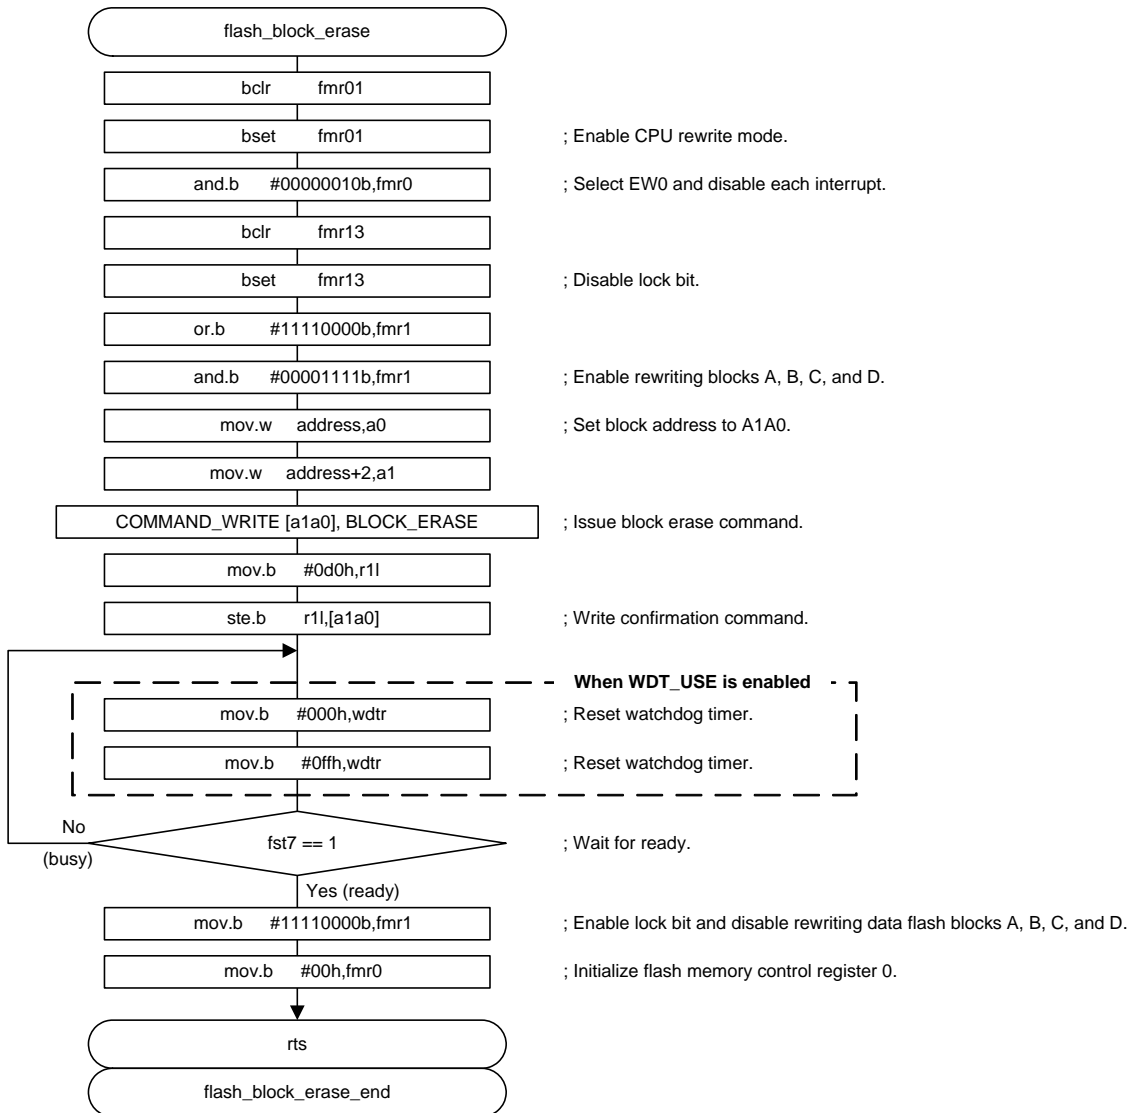 flash_block_erase
bclr fmr01
bset fmr01 ; Enable CPU rewrite mode.
and.b #00000010b,fmr0 ; Select EW0 and disable each interrupt.
bclr fmr13
bset fmr13 ; Disable lock bit.
or.b #11110000b,fmr1
and.b #00001111b,fmr1 ; Enable rewriting blocks A, B, C, and D.
mov.w address,a0 ; Set block address to A1A0.
mov.w address+2,a1
COMMAND_WRITE [a1a0], BLOCK_ERASE ; Issue block erase command.
mov.b #0d0h,r1l
ste.b r1l,[a1a0] ; Write confirmation command.
When WDT_USE is enabled
mov.b #000h,wdtr ; Reset watchdog timer.
mov.b #0ffh,wdtr ; Reset watchdog timer.
No
(busy)
fst7 == 1 ; Wait for ready.
Yes (ready)
mov.b #11110000b,fmr1 ; Enable lock bit and disable rewriting data flash blocks A, B, C, and D.
mov.b #00h,fmr0 ; Initialize flash memory control register 0.
rts
flash_block_erase_end